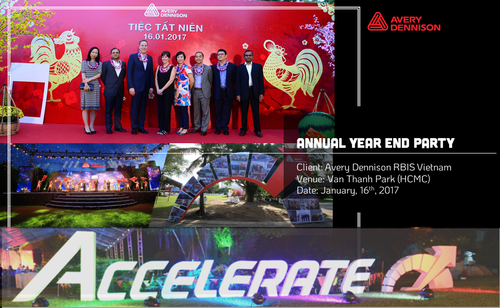 AVERY
DENNISON
TIỆC TẤT NIÊN
16.01.2017
AVERY
DENNISON
ANNUAL YEAR END PARTY
Client: Avery Dennison RBIS Vietnam
Venue: Van Thanh Park (HCMC)
Date: January, 16th, 2017
ACCELERATE